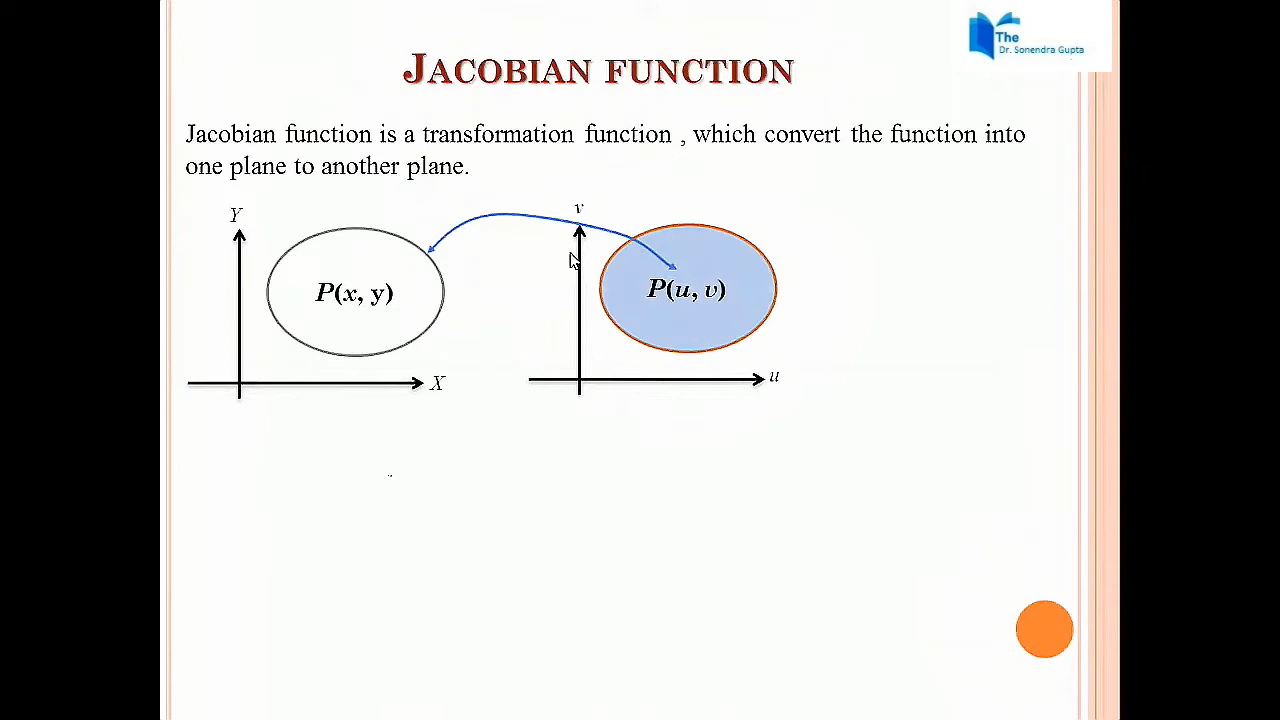 The
Dr. Sonendra Gupta
JACOBIAN FUNCTION
Jacobian function is a transformation function , which convert the function into
one plane to another plane.
Y
v
P(x, y)
P(u, v)
X
u